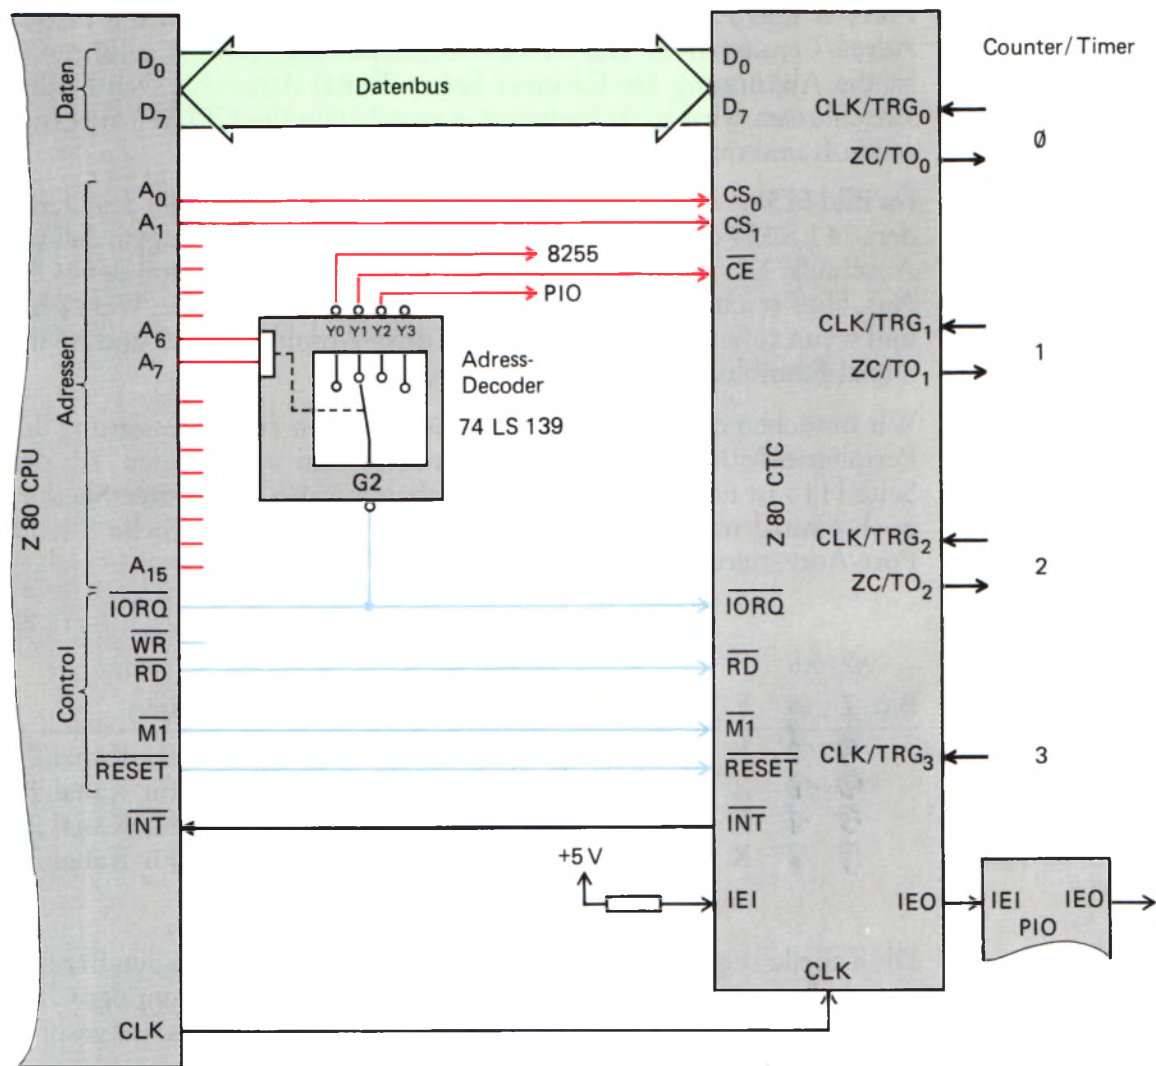 Daten
D0
D7
Datenbus
D0
D7
Counter/Timer
CLK/TRG0
ZC/TO0
Ø
Adressen
A0
A1
A6
A7
A15
CS0
CS1
CE
8255
PIO
Y0 Y1 Y2 Y3
G2
Adress-
Decoder
74 LS 139
CLK/TRG1
ZC/TO1
1
Z 80 CPU
Z 80 CTC
CLK/TRG2
ZC/TO2
2
Control
IORQ
WR
RD
M1
RESET
INT
IORQ
RD
M1
RESET
INT
CLK/TRG3
3
+5 V
IEI
IEO
IEI IEO
PIO
CLK
CLK